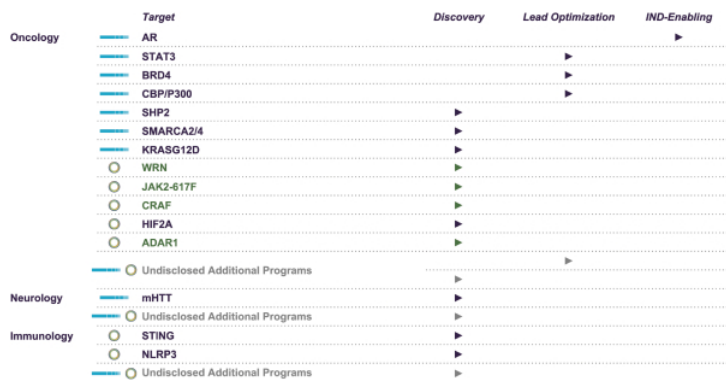 Target Discovery Lead Optimization IND-Enabling
Oncology AR
STAT3
BRD4
CBP/P300
SHP2
SMARCA2/4
KRASG12D
WRN
JAK2-617F
CRAF
HIF2A
ADAR1
Undisclosed Additional Programs
Neurology mHTT
Undisclosed Additional Programs
Immunology STING
NLRP3
Undisclosed Additional Programs